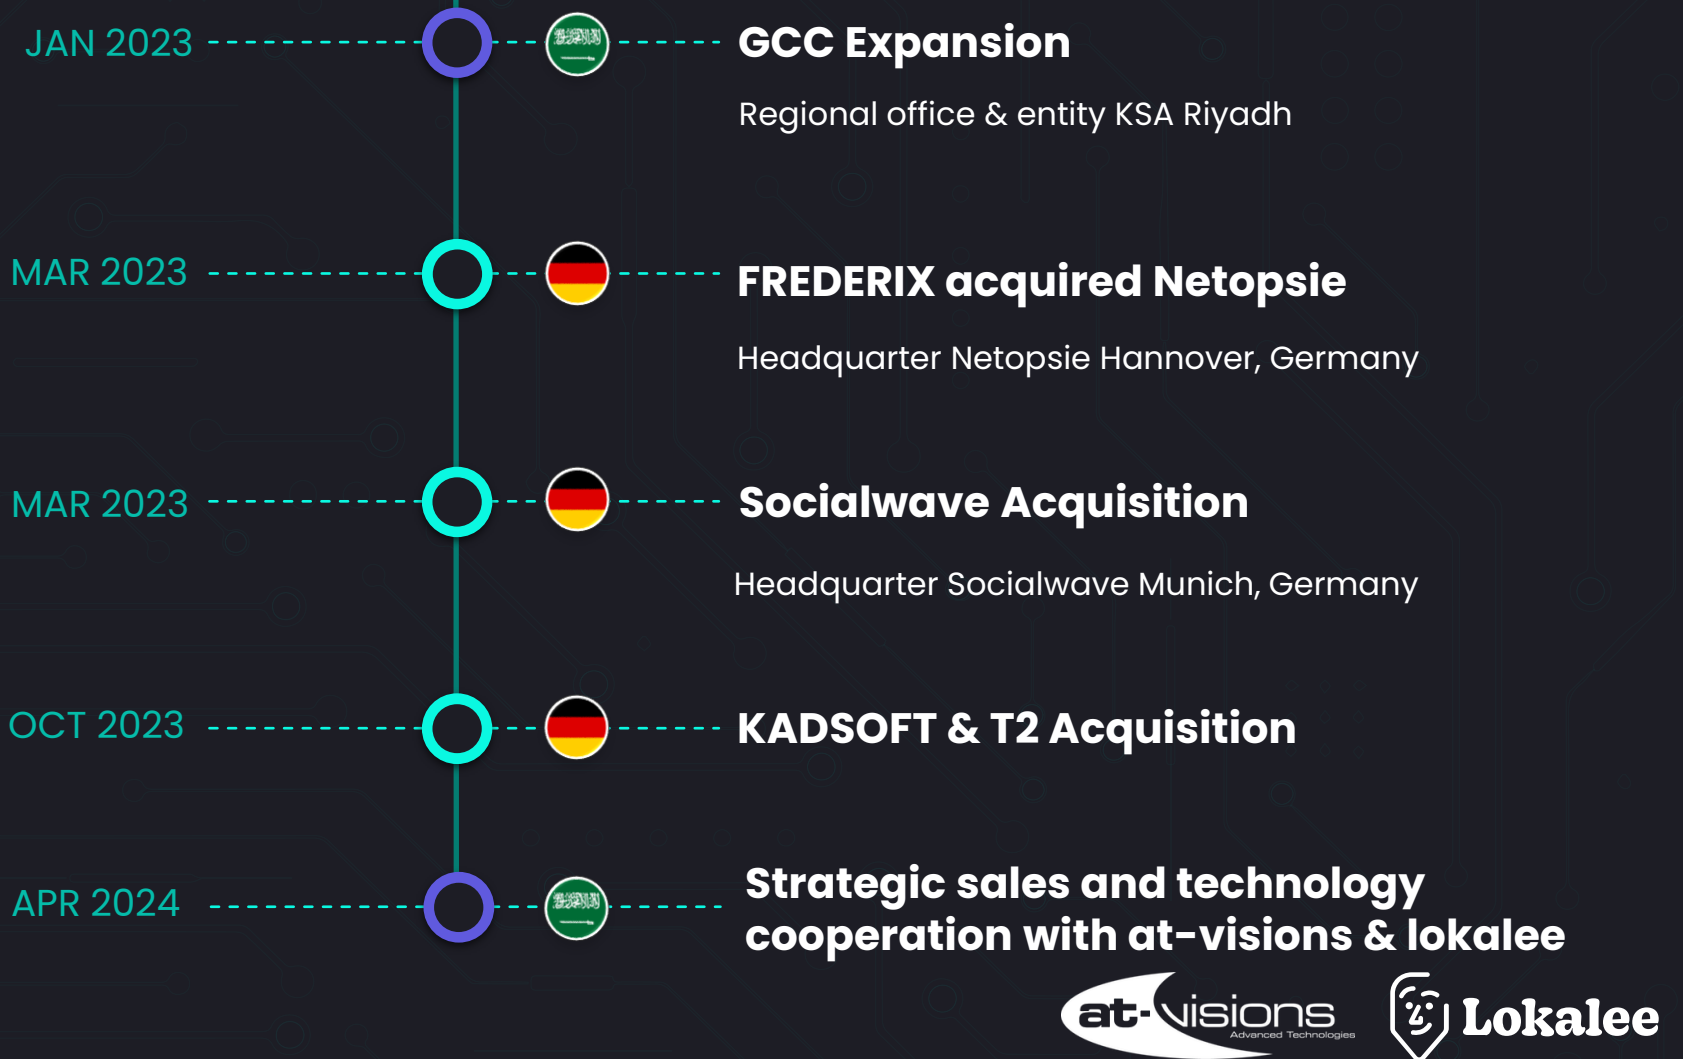 JAN 2023
GCC Expansion
Regional office & entity KSA Riyadh
MAR 2023
FREDERIX acquired Netopsie
Headquarter Netopsie Hannover, Germany
MAR 2023
Socialwave Acquisition
Headquarter Socialwave Munich, Germany
OCT 2023
KADSOFT & T2 Acquisition
APR 2024
Strategic sales and technology
cooperation with at-visions & lokalee
at-visions
Advanced Technologies
Lokalee